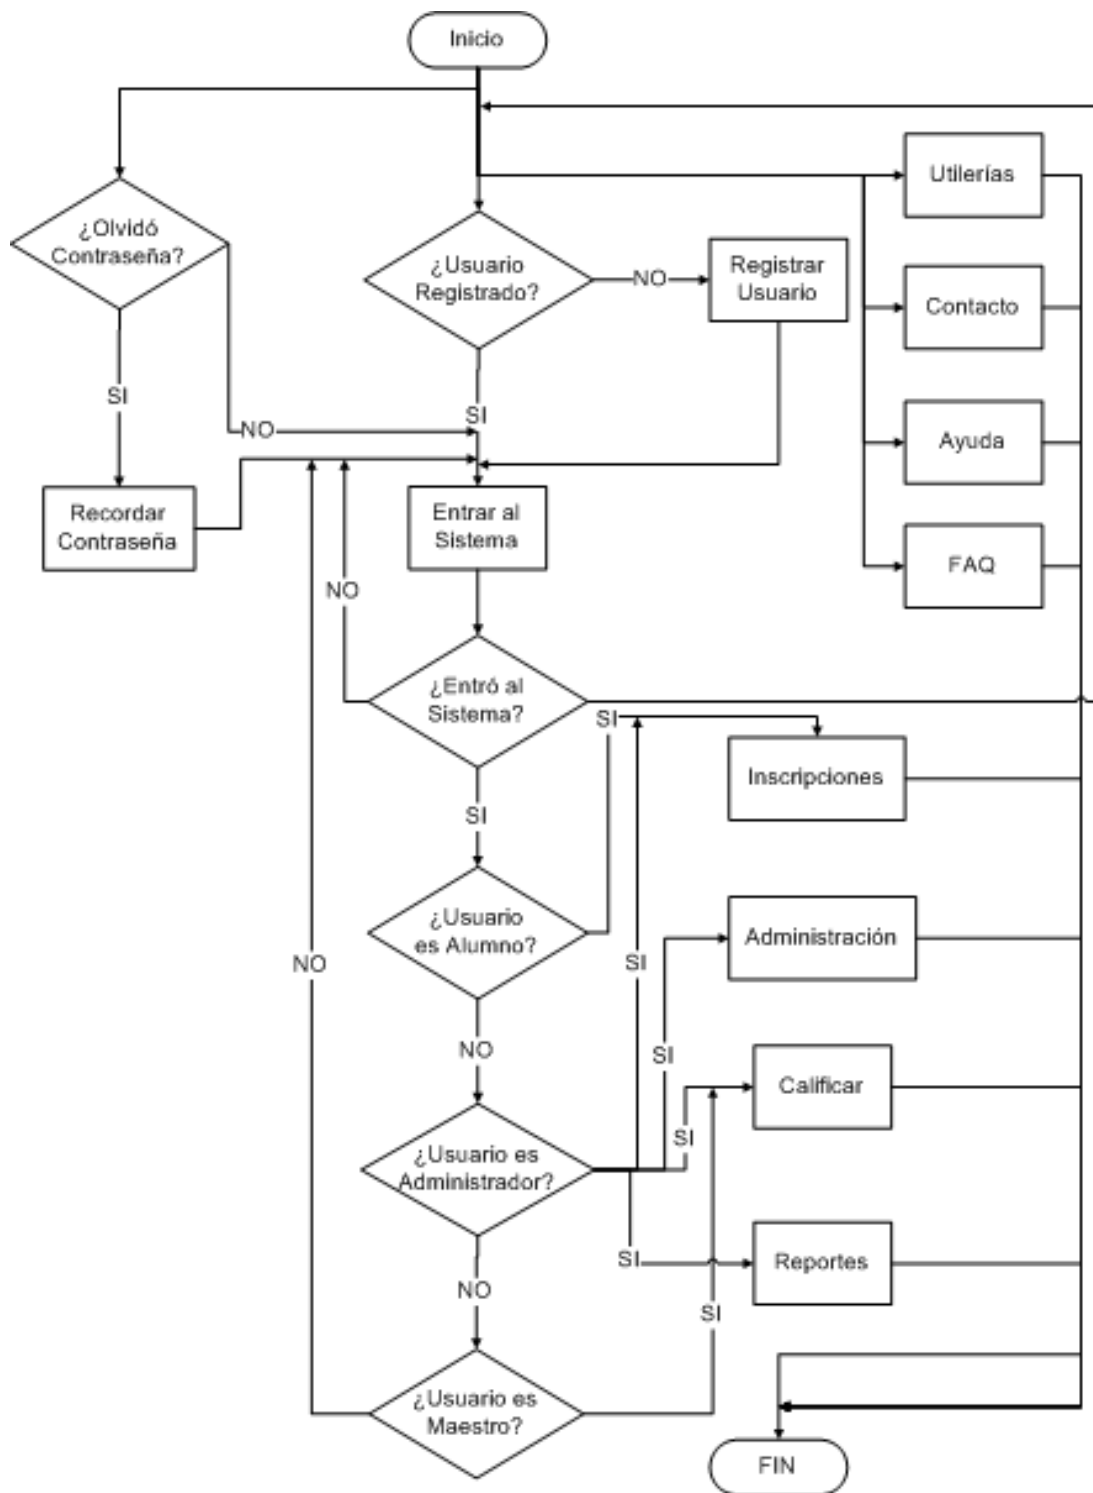 Inicio
Utilerías
¿Olvidó
Contraseña?
¿Usuario
Registrado?
NO
Registrar
Usuario
Contacto
SI
SI
NO
Ayuda
Recordar
Contraseña
Entrar al
Sistema
FAQ
NO
¿Entró al
Sistema?
SI
Inscripciones
SI
¿Usuario
es Alumno?
Administración
NO
SI
NO
SI
Calificar
SI
¿Usuario es
Administrador?
SI
Reportes
NO
SI
¿Usuario es
Maestro?
FIN